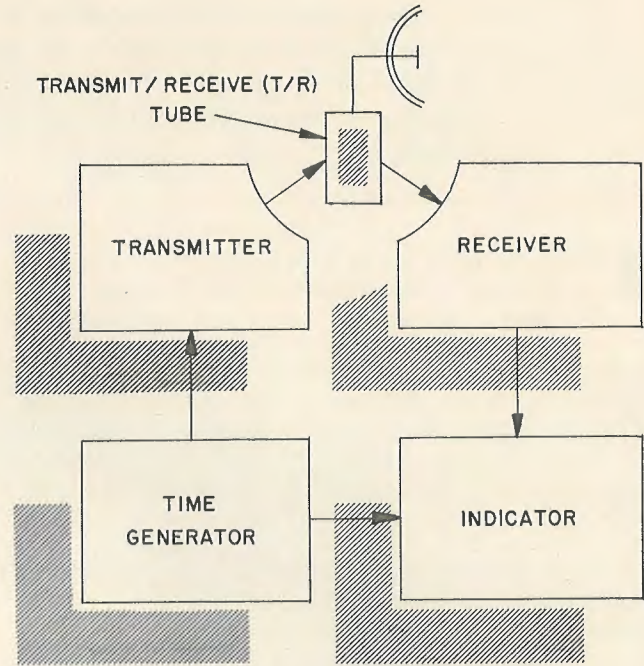 TRANSMIT/RECEIVE (T/R)
TUBE
TRANSMITTER
RECEIVER
TIME
GENERATOR
INDICATOR